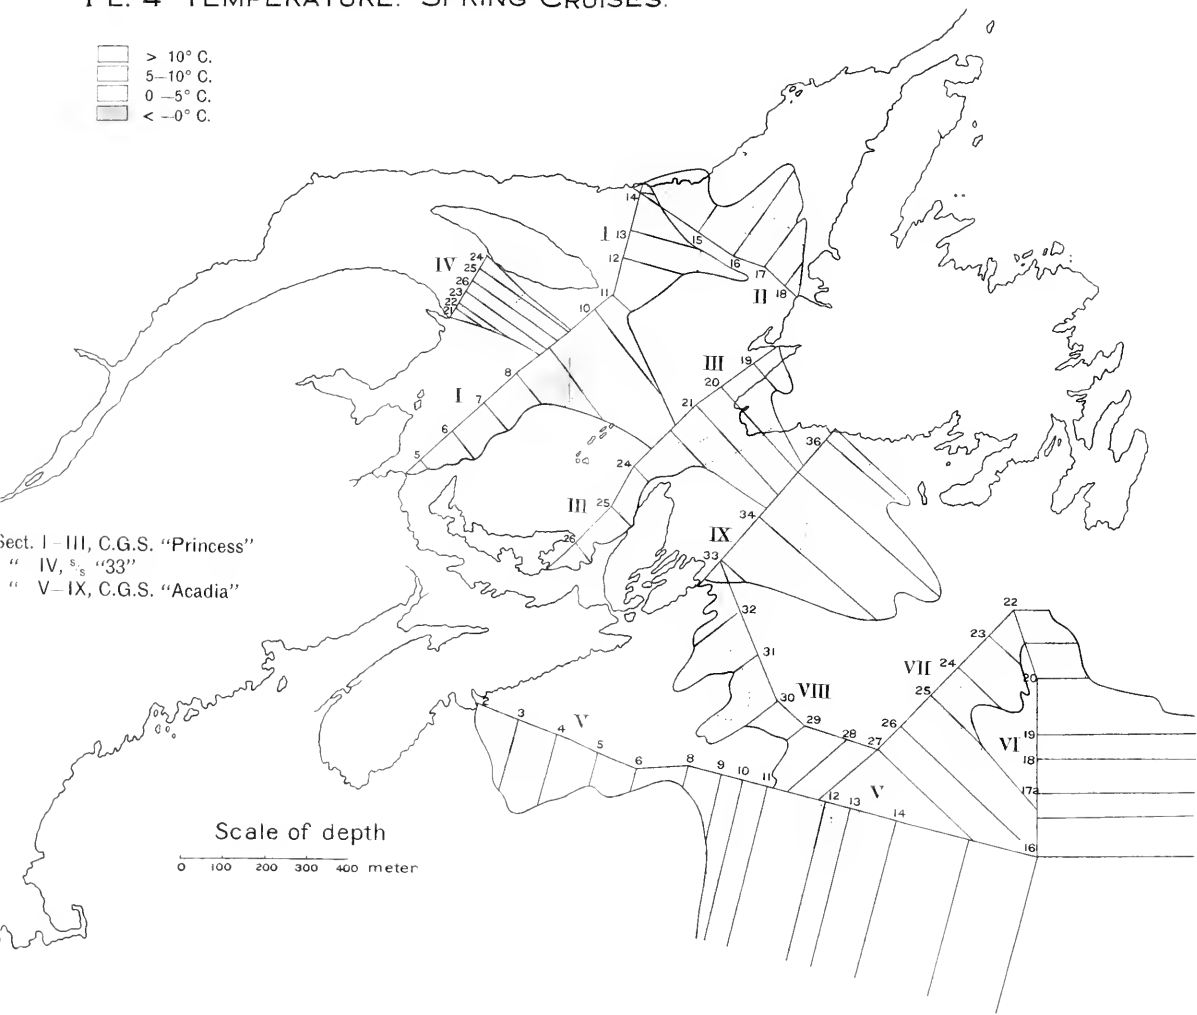 PL. 4 TEMPERATURE. SPRING CRUISES.
> 10° C.
5–10° C.
0 –5° C.
< –0° C.
14
I 13
12
11
10
15
16
17
II 18
IV
24
25
26
23
22
21
8
I 7
6
5
III 19
20
21
24
III 25
26
36
34
IX
33
Sect. I–III, C.G.S. “Princess”
“ IV, s/s “33”
“ V–IX, C.G.S. “Acadia”
32
31
30 VIII
29
28
27
22
23
VII 24
25
26
20
VI 19
18
17a
16
2
3
4 V
5
6
8
9
10
11
12
13 V
14
Scale of depth
0 100 200 300 400 meter